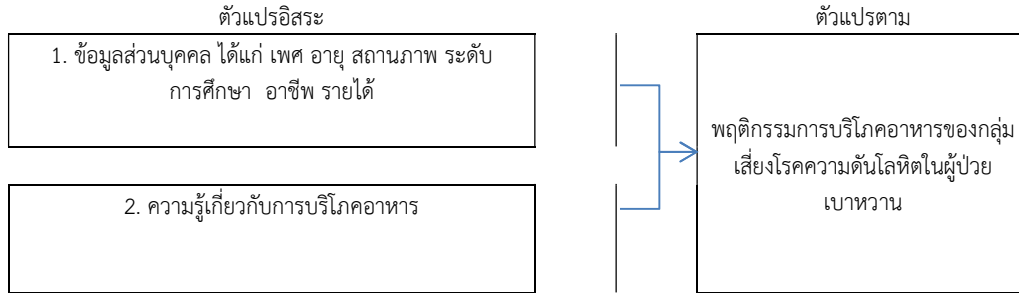 ตัวแปรอิสระ
ตัวแปรตาม
1. ข้อมูลส่วนบุคคล ได้แก่ เพศ อายุ สถานภาพ ระดับ
การศึกษา อาชีพ รายได้
2. ความรู้เกี่ยวกับการบริโภคอาหาร
พฤติกรรมการบริโภคอาหารของกลุ่ม
เสี่ยงโรคความดันโลหิตในผู้ป่วย
เบาหวาน